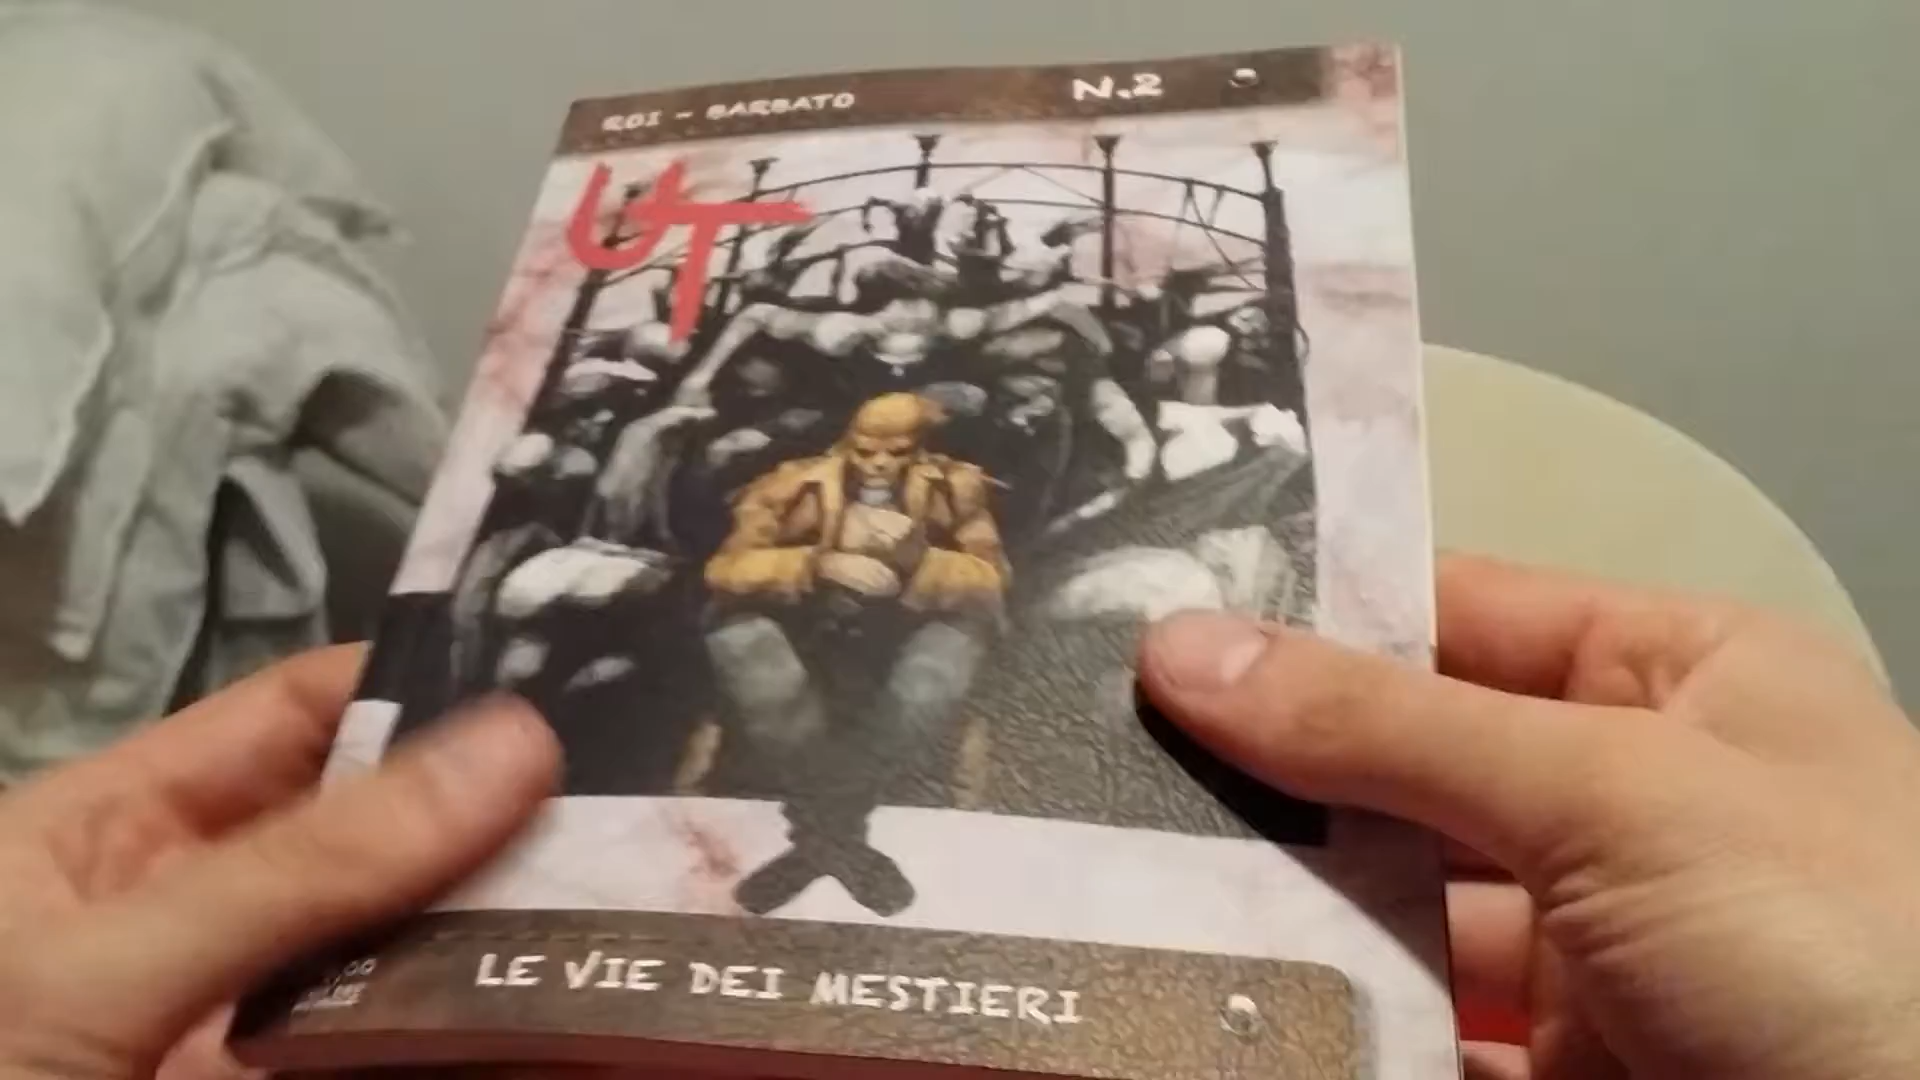 ROI - BARBATO
N.2
UT
LE VIE DEI MESTIERI